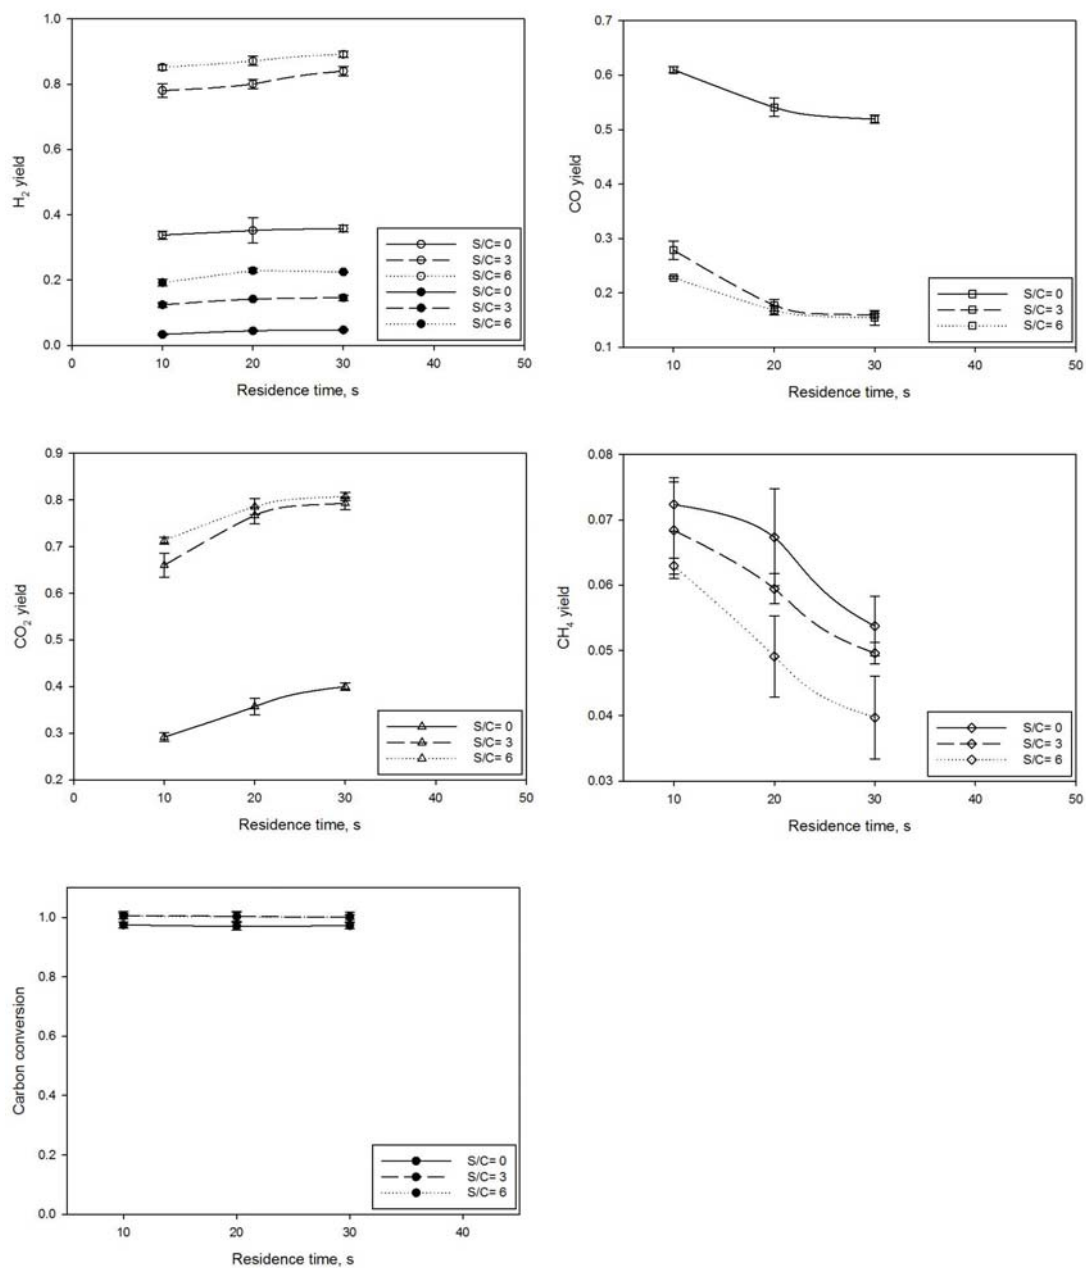 1.0
0.8
0.6
0.4
0.2
0.0
H2 yield
0 10 20 30 40 50
Residence time, s
S/C= 0
S/C= 3
S/C= 6
S/C= 0
S/C= 3
S/C= 6
0.7
0.6
0.5
0.4
0.3
0.2
0.1
CO yield
10 20 30 40 50
Residence time, s
S/C= 0
S/C= 3
S/C= 6
0.9
0.8
0.7
0.6
0.5
0.4
0.3
0.2
CO2 yield
0 10 20 30 40 50
Residence time, s
S/C= 0
S/C= 3
S/C= 6
0.08
0.07
0.06
0.05
0.04
0.03
CH4 yield
10 20 30 40 50
Residence time, s
S/C= 0
S/C= 3
S/C= 6
1.0
0.8
0.6
0.4
0.2
0.0
Carbon conversion
10 20 30 40
Residence time, s
S/C= 0
S/C= 3
S/C= 6